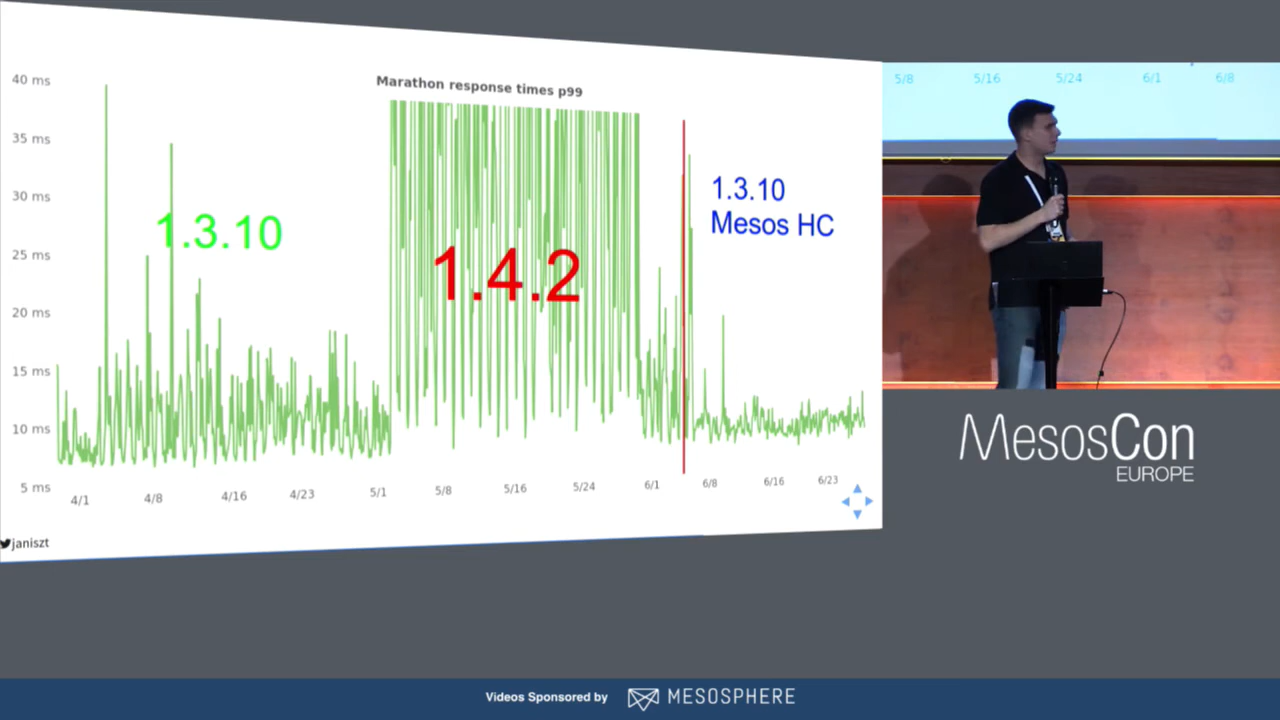 Marathon response times p99
40 ms
35 ms
30 ms
25 ms
20 ms
15 ms
10 ms
5 ms
1.3.10
1.4.2
1.3.10
Mesos HC
4/1 4/8 4/16 4/23 5/1 5/8 5/16 5/24 6/1 6/8 6/16 6/23
janiszt
5/8 5/16 5/24 6/1 6/8
MesosCon
EUROPE
Videos Sponsored by MESOSPHERE